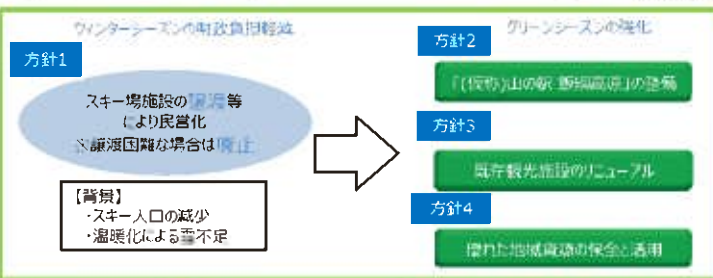 ウィンターシーズンの財政負担軽減
方針1
スキー場施設の譲渡等
により民営化
※譲渡困難な場合は廃止
【背景】
・スキー人口の減少
・温暖化による雪不足
グリーンシーズンの強化
方針2
「(仮称)山の駅 飯綱高原」の整備
方針3
既存観光施設のリニューアル
方針4
優れた地域資源の保全と活用